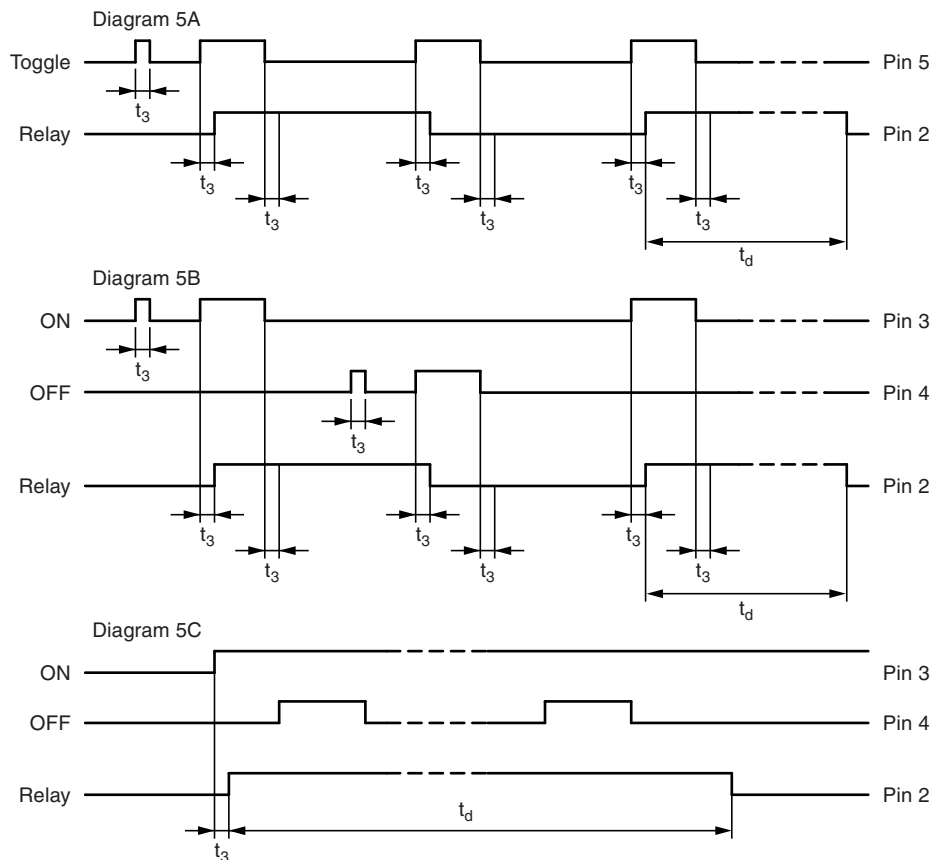 Diagram 5A
Toggle Pin 5
t3
Relay Pin 2
t3 t3 t3
t3 t3 t3
td
Diagram 5B
ON Pin 3
t3
OFF Pin 4
t3
Relay Pin 2
t3 t3 t3
t3 t3 t3
td
Diagram 5C
ON Pin 3
OFF Pin 4
Relay Pin 2
td
t3